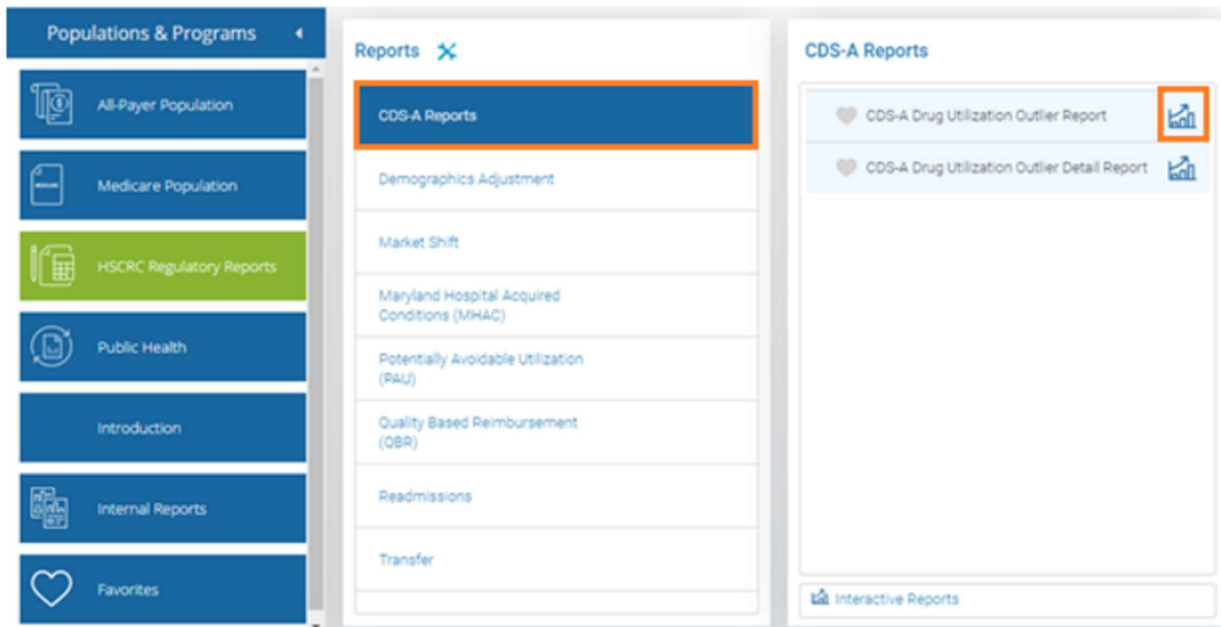 Populations & Programs
All-Payer Population
Medicare Population
HSCRC Regulatory Reports
Public Health
Introduction
Internal Reports
Favorites
Reports
CDS-A Reports
Demographics Adjustment
Market Shift
Maryland Hospital Acquired
Conditions (MHAC)
Potentially Avoidable Utilization
(PAU)
Quality Based Reimbursement
(QBR)
Readmissions
Transfer
CDS-A Reports
CDS-A Drug Utilization Outlier Report
CDS-A Drug Utilization Outlier Detail Report
Interactive Reports